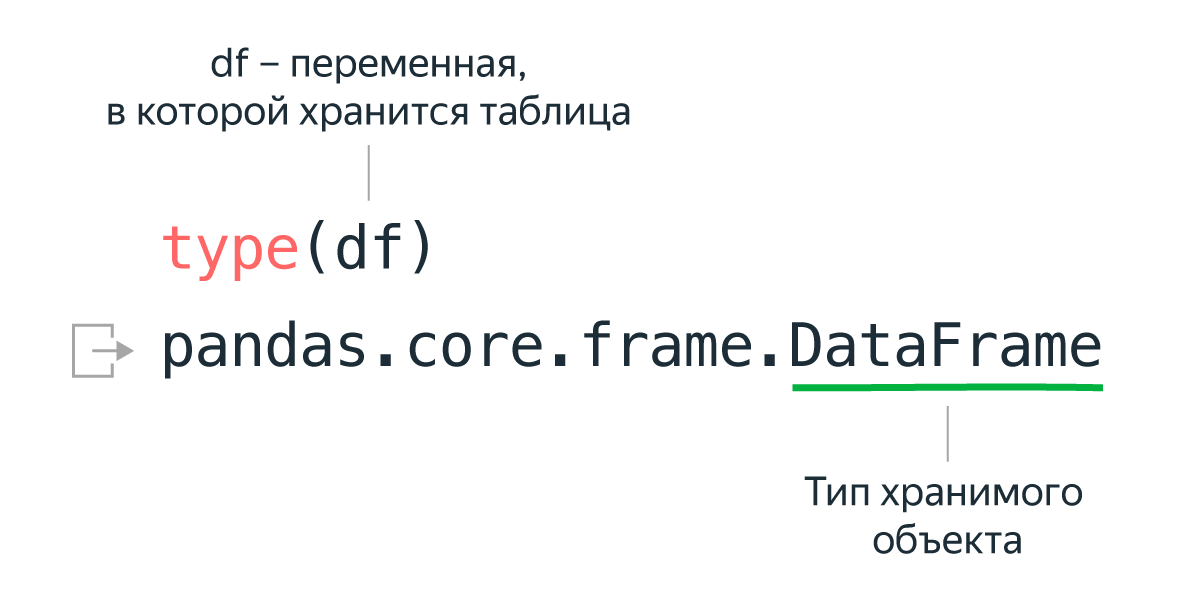 df – переменная,
в которой хранится таблица
type(df)
pandas.core.frame.DataFrame
Тип хранимого
объекта